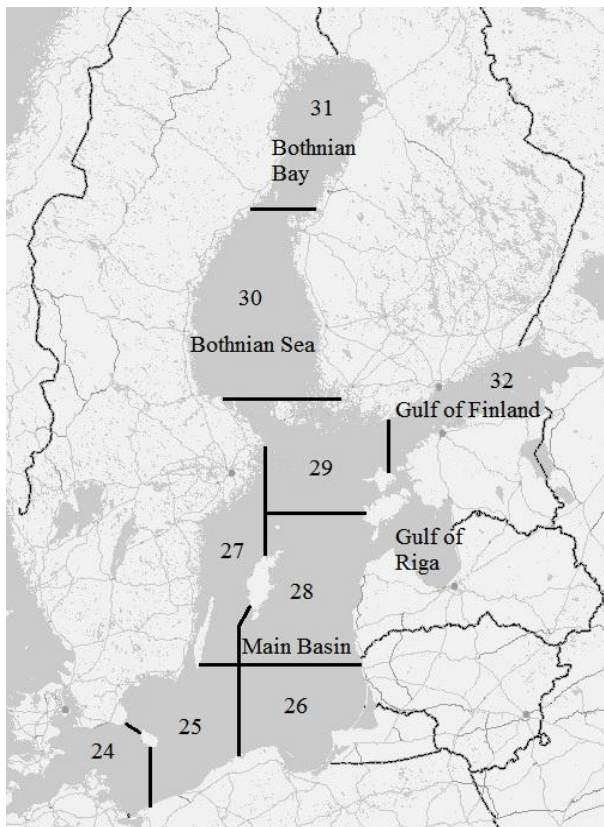 31
Bothnian
Bay
30
Bothnian Sea
32
Gulf of Finland
29
27
Gulf of
Riga
28
Main Basin
26
25
24